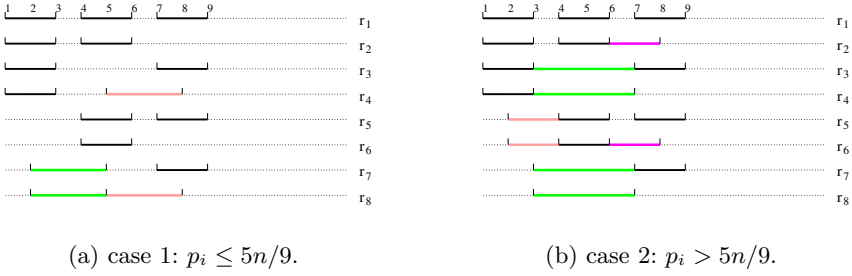 1 2 3 4 5 6 7 8 9
r1
r2
r3
r4
r5
r6
r7
r8
(a) case 1: pi ≤ 5n/9.
1 2 3 4 5 6 7 8 9
r1
r2
r3
r4
r5
r6
r7
r8
(b) case 2: pi > 5n/9.